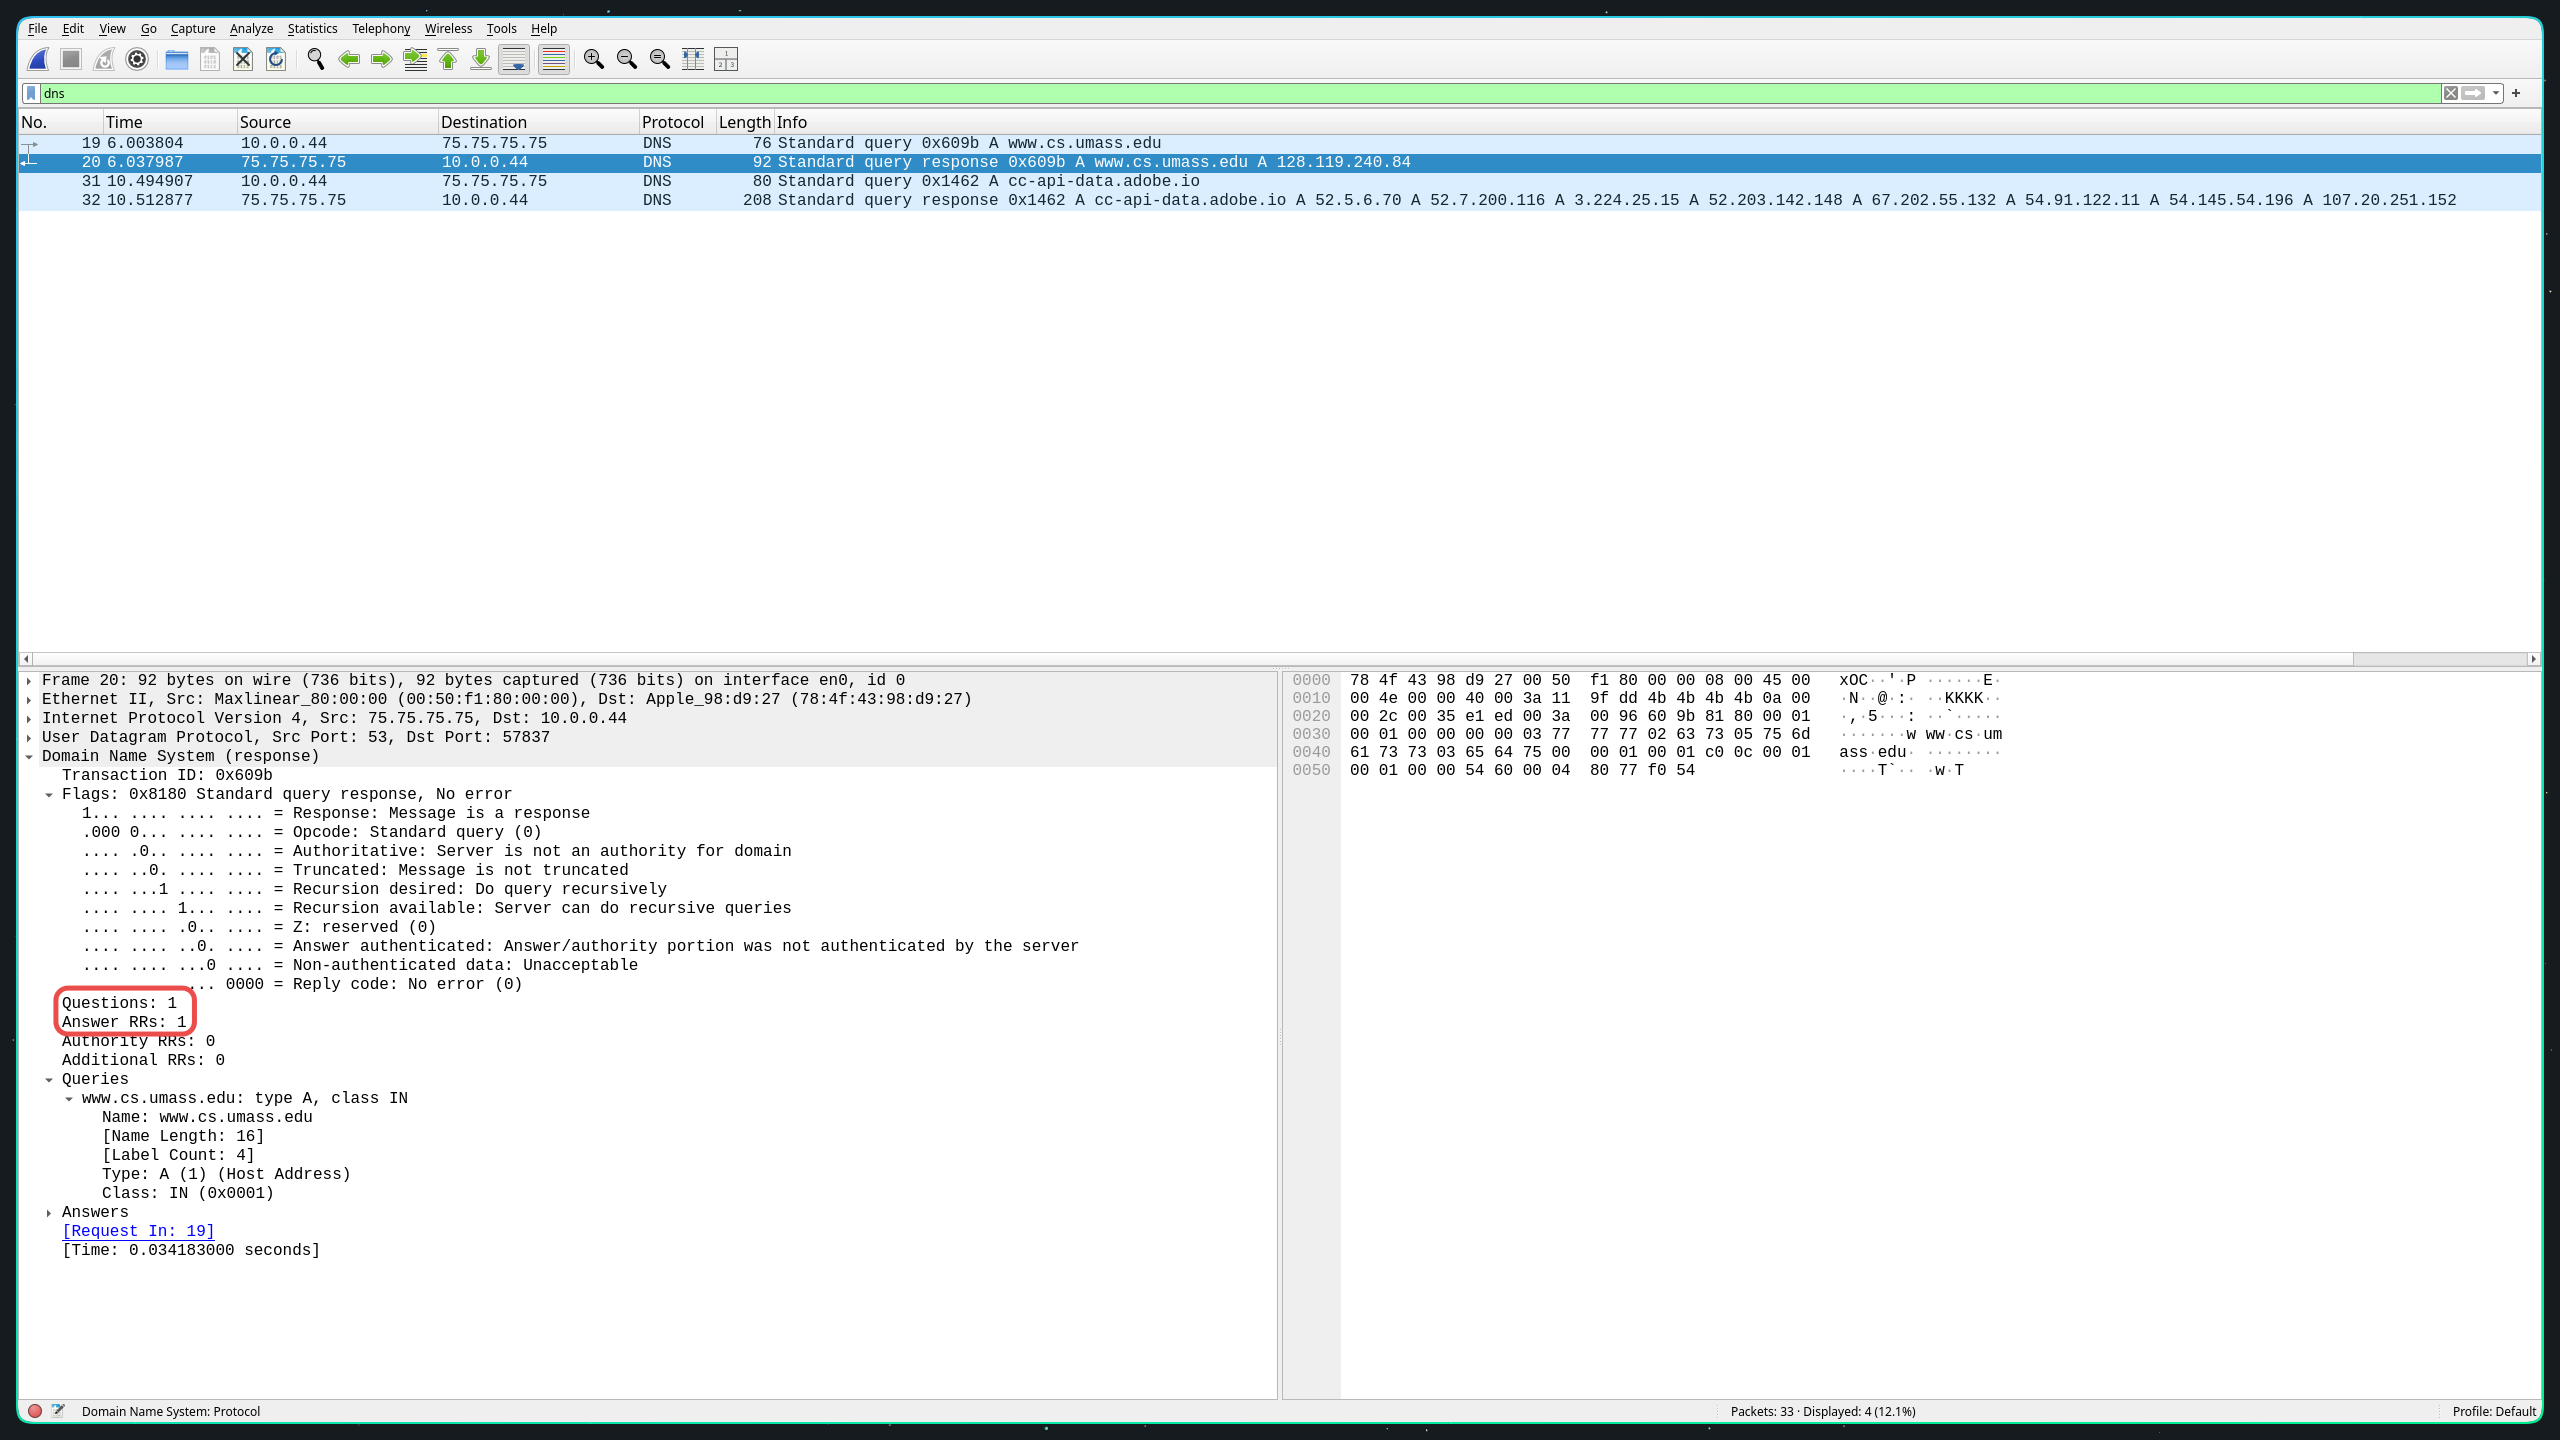 File Edit View Go Capture Analyze Statistics Telephony Wireless Tools Help
dns
No. Time Source Destination Protocol Length Info
19 6.003804 10.0.0.44 75.75.75.75 DNS 76 Standard query 0x609b A www.cs.umass.edu
20 6.037987 75.75.75.75 10.0.0.44 DNS 92 Standard query response 0x609b A www.cs.umass.edu A 128.119.240.84
31 10.494907 10.0.0.44 75.75.75.75 DNS 80 Standard query 0x1462 A cc-api-data.adobe.io
32 10.512877 75.75.75.75 10.0.0.44 DNS 208 Standard query response 0x1462 A cc-api-data.adobe.io A 52.5.6.70 A 52.7.200.116 A 3.224.25.15 A 52.203.142.148 A 67.202.55.132 A 54.91.122.11 A 54.145.54.196 A 107.20.251.152
Frame 20: 92 bytes on wire (736 bits), 92 bytes captured (736 bits) on interface en0, id 0
Ethernet II, Src: Maxlinear_80:00:00 (00:50:f1:80:00:00), Dst: Apple_98:d9:27 (78:4f:43:98:d9:27)
Internet Protocol Version 4, Src: 75.75.75.75, Dst: 10.0.0.44
User Datagram Protocol, Src Port: 53, Dst Port: 57837
Domain Name System (response)
Transaction ID: 0x609b
Flags: 0x8180 Standard query response, No error
1... .... .... .... = Response: Message is a response
.000 0... .... .... = Opcode: Standard query (0)
.... .0.. .... .... = Authoritative: Server is not an authority for domain
.... ..0. .... .... = Truncated: Message is not truncated
.... ...1 .... .... = Recursion desired: Do query recursively
.... .... 1... .... = Recursion available: Server can do recursive queries
.... .... .0.. .... = Z: reserved (0)
.... .... ..0. .... = Answer authenticated: Answer/authority portion was not authenticated by the server
.... .... ...0 .... = Non-authenticated data: Unacceptable
... 0000 = Reply code: No error (0)
Questions: 1
Answer RRs: 1
Authority RRs: 0
Additional RRs: 0
Queries
www.cs.umass.edu: type A, class IN
Name: www.cs.umass.edu
[Name Length: 16]
[Label Count: 4]
Type: A (1) (Host Address)
Class: IN (0x0001)
Answers
[Request In: 19]
[Time: 0.034183000 seconds]
0000 78 4f 43 98 d9 27 00 50 f1 80 00 00 08 00 45 00 xOC··'·P ······E·
0010 00 4e 00 00 40 00 3a 11 9f dd 4b 4b 4b 4b 0a 00 ·N··@·:· ··KKKK··
0020 00 2c 00 35 e1 ed 00 3a 00 96 60 9b 81 80 00 01 ·,·5···: ··`·····
0030 00 01 00 00 00 00 03 77 77 77 02 63 73 05 75 6d ·······w ww·cs·um
0040 61 73 73 03 65 64 75 00 00 01 00 01 c0 0c 00 01 ass·edu· ········
0050 00 01 00 00 54 60 00 04 80 77 f0 54 ····T`·· ·w·T
Domain Name System: Protocol
Packets: 33 · Displayed: 4 (12.1%)
Profile: Default